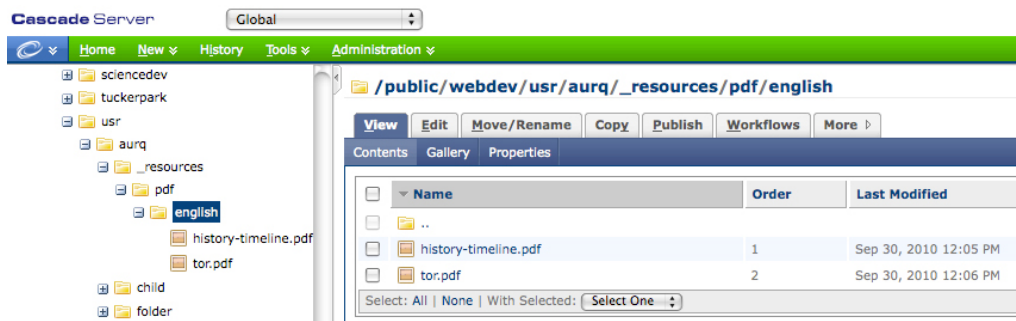 Cascade Server Global
Home New History Tools Administration
sciencedev
tuckerpark
usr
aurq
_resources
pdf
english
history-timeline.pdf
tor.pdf
child
folder
/public/webdev/usr/aurq/_resources/pdf/english
View Edit Move/Rename Copy Publish Workflows More
Contents Gallery Properties
Name Order Last Modified
..
history-timeline.pdf 1 Sep 30, 2010 12:05 PM
tor.pdf 2 Sep 30, 2010 12:06 PM
Select: All | None | With Selected: Select One